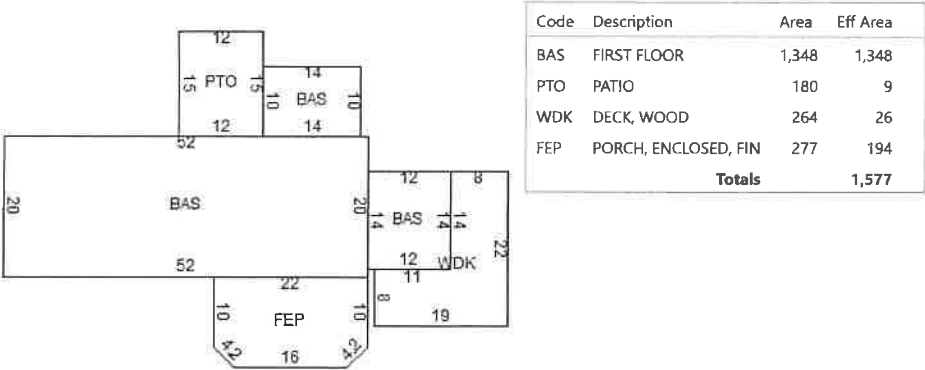 12
15 PTO 15
12
14
10 BAS 10
14
52
20 BAS 20
52
12
14 BAS 14
12
8
14 WDK 22
11
8
19
22
10 FEP 10
4.2 16 4.2
Code Description Area Eff Area
BAS FIRST FLOOR 1,348 1,348
PTO PATIO 180 9
WDK DECK, WOOD 264 26
FEP PORCH, ENCLOSED, FIN 277 194
Totals 1,577